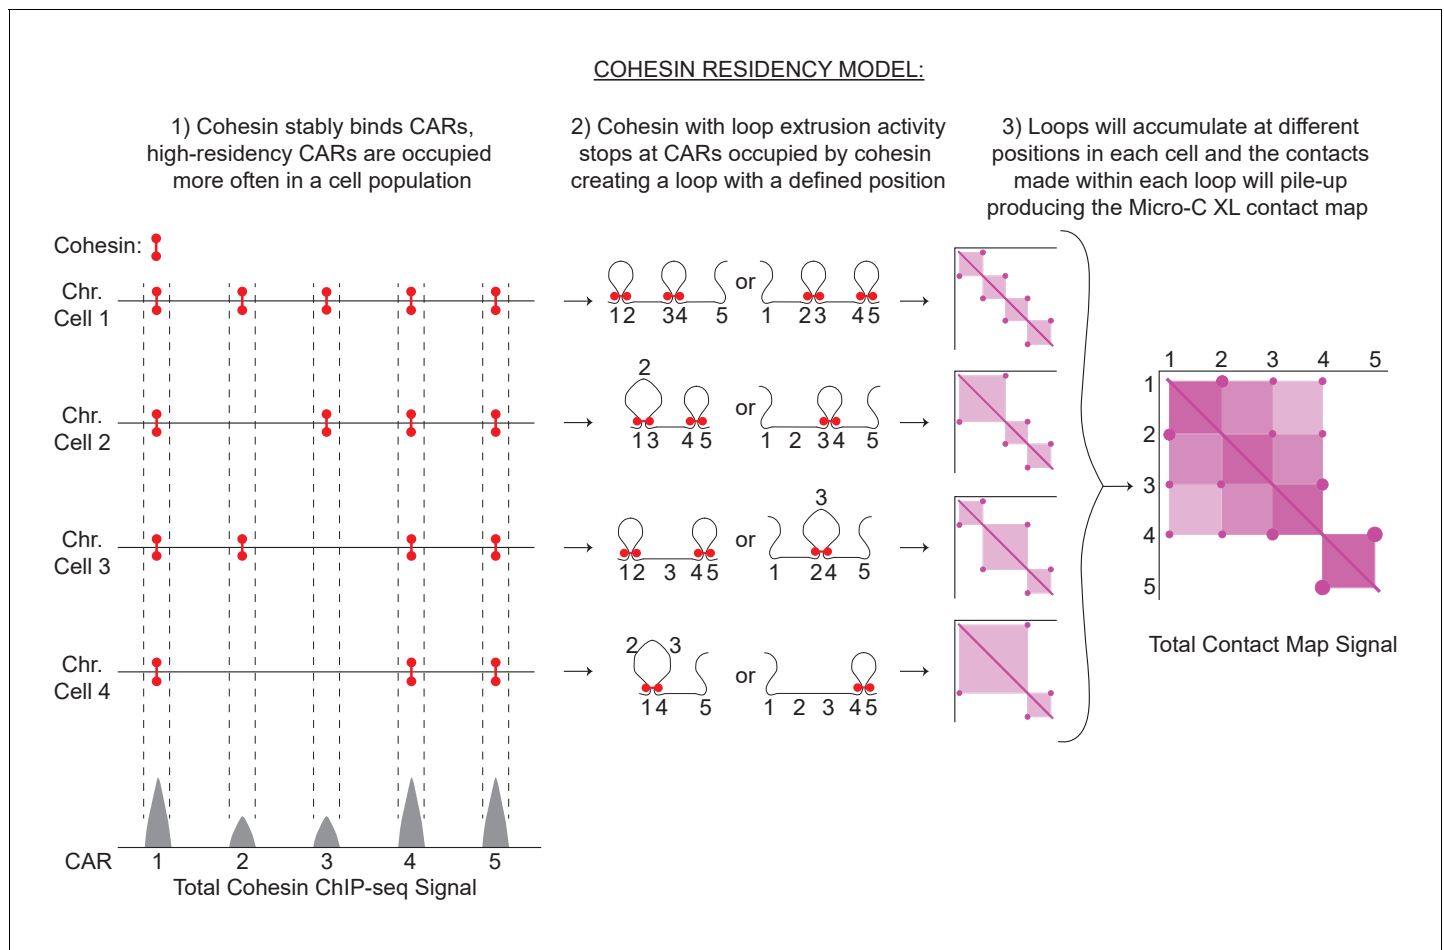 COHESIN RESIDENCY MODEL:
1) Cohesin stably binds CARs,
high-residency CARs are occupied
more often in a cell population
2) Cohesin with loop extrusion activity
stops at CARs occupied by cohesin
creating a loop with a defined position
3) Loops will accumulate at different
positions in each cell and the contacts
made within each loop will pile-up
producing the Micro-C XL contact map
Cohesin:
Chr.
Cell 1
or
12 34 5 1 23 45
Chr.
Cell 2
2
or
13 45 1 2 34 5
Chr.
Cell 3
3
or
12 3 45 1 24 5
Chr.
Cell 4
2 3
or
14 5 1 2 3 45
1 2 3 4 5
1
2
3
4
5
Total Contact Map Signal
CAR 1 2 3 4 5
Total Cohesin ChIP-seq Signal